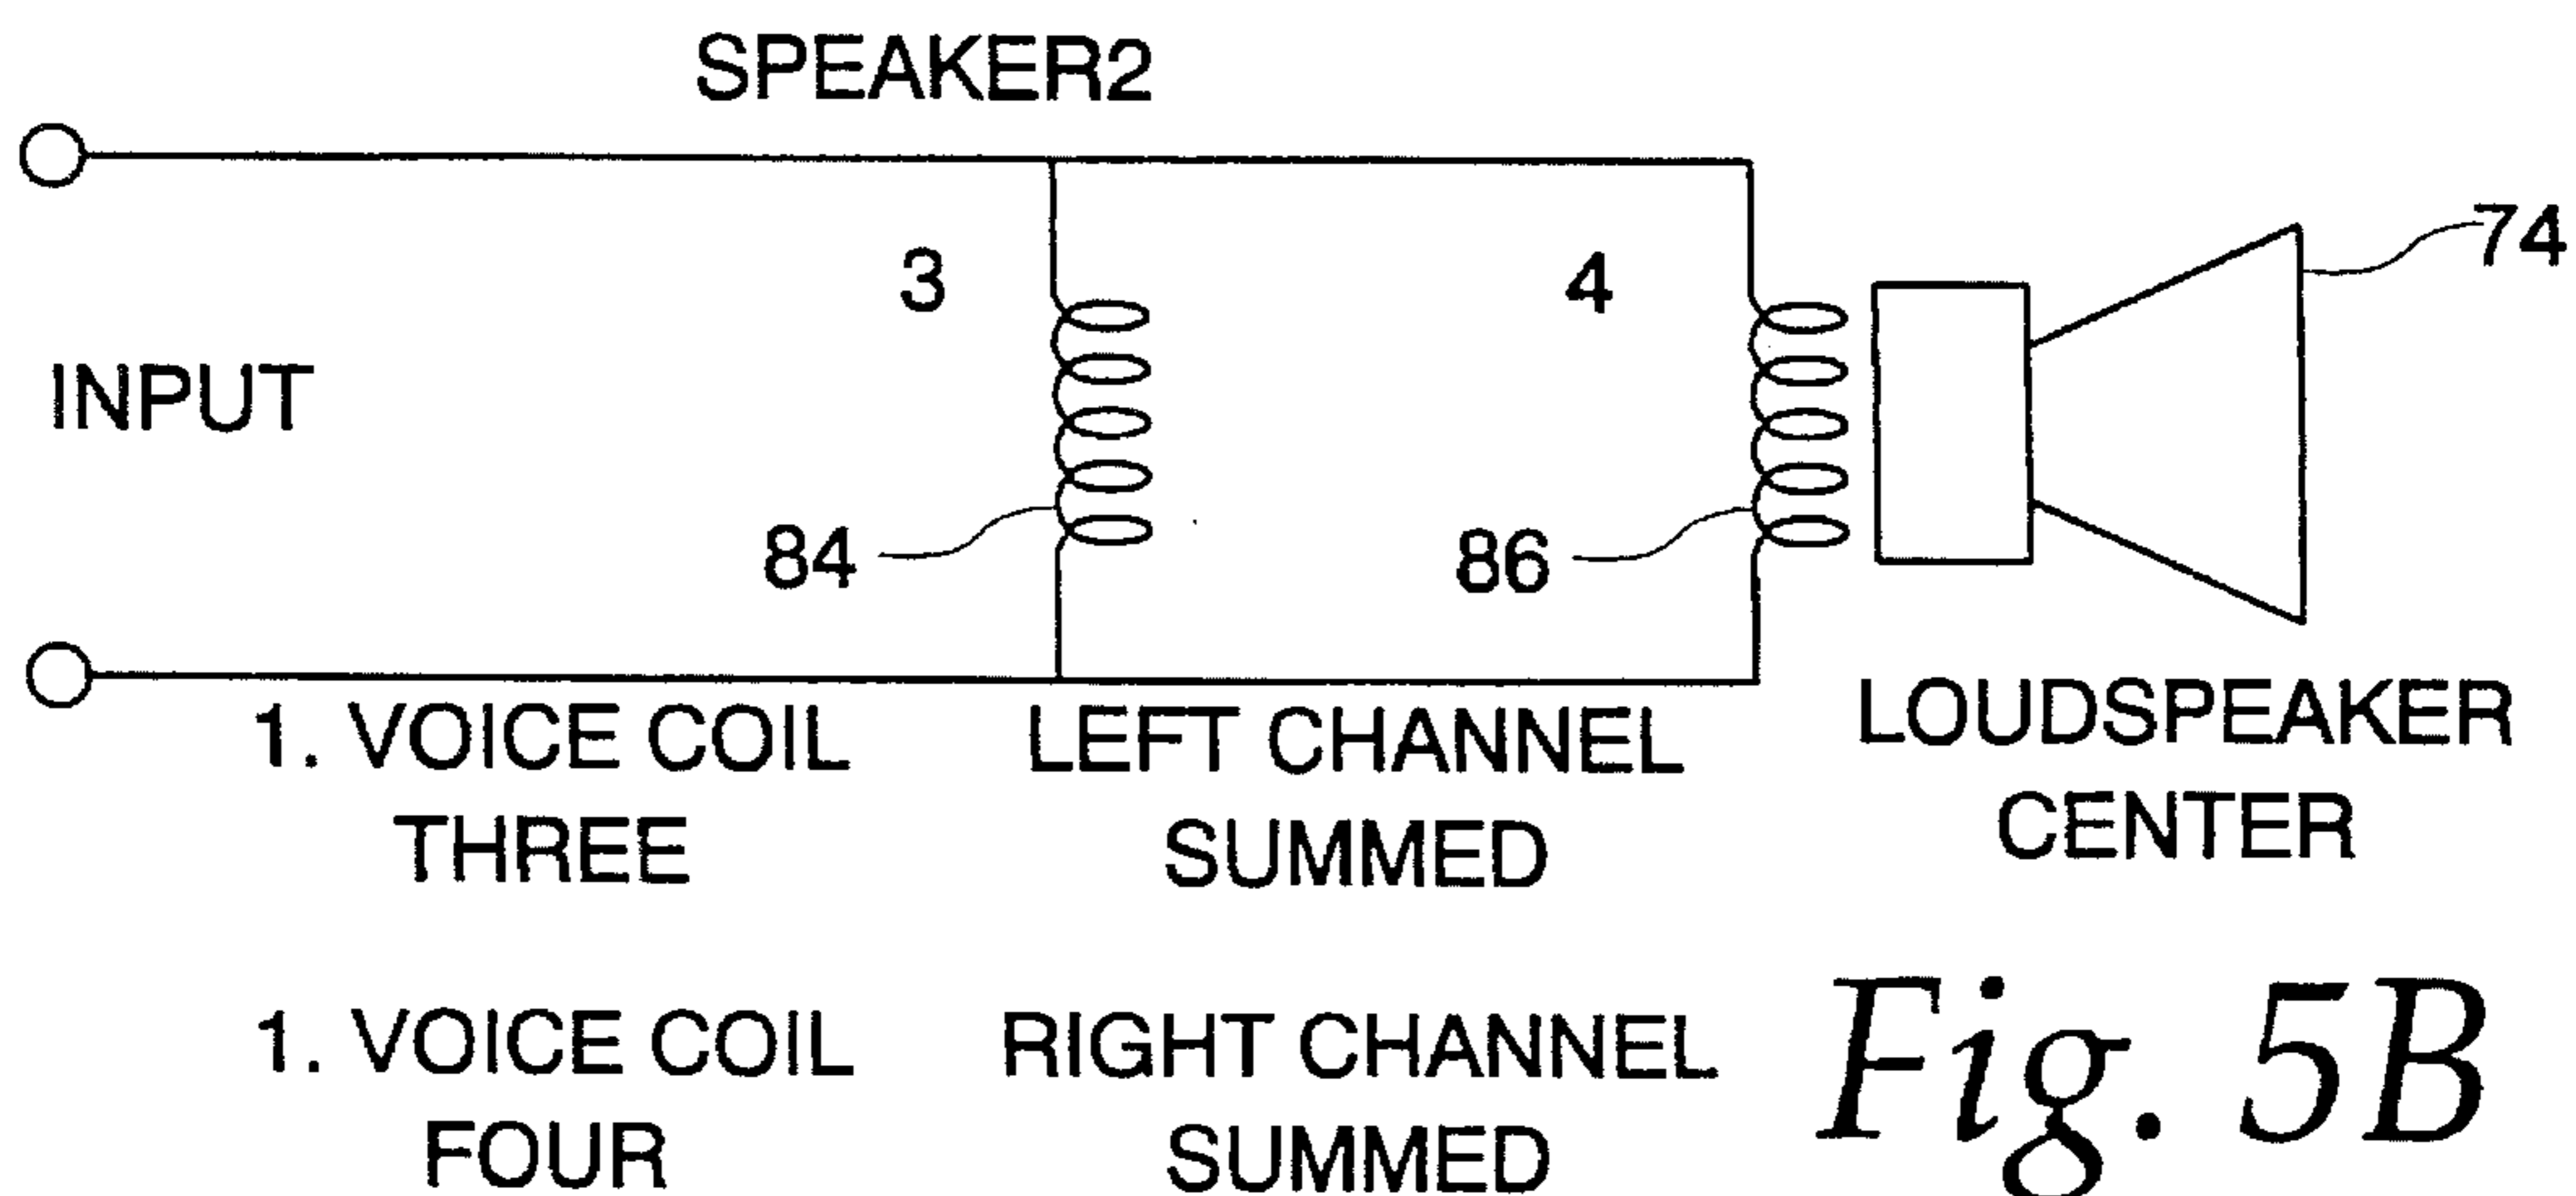 SPEAKER2
74
3
4
INPUT
84
86
1. VOICE COIL THREE
LEFT CHANNEL SUMMED
LOUDSPEAKER CENTER
1. VOICE COIL FOUR
RIGHT CHANNEL SUMMED
Fig. 5B